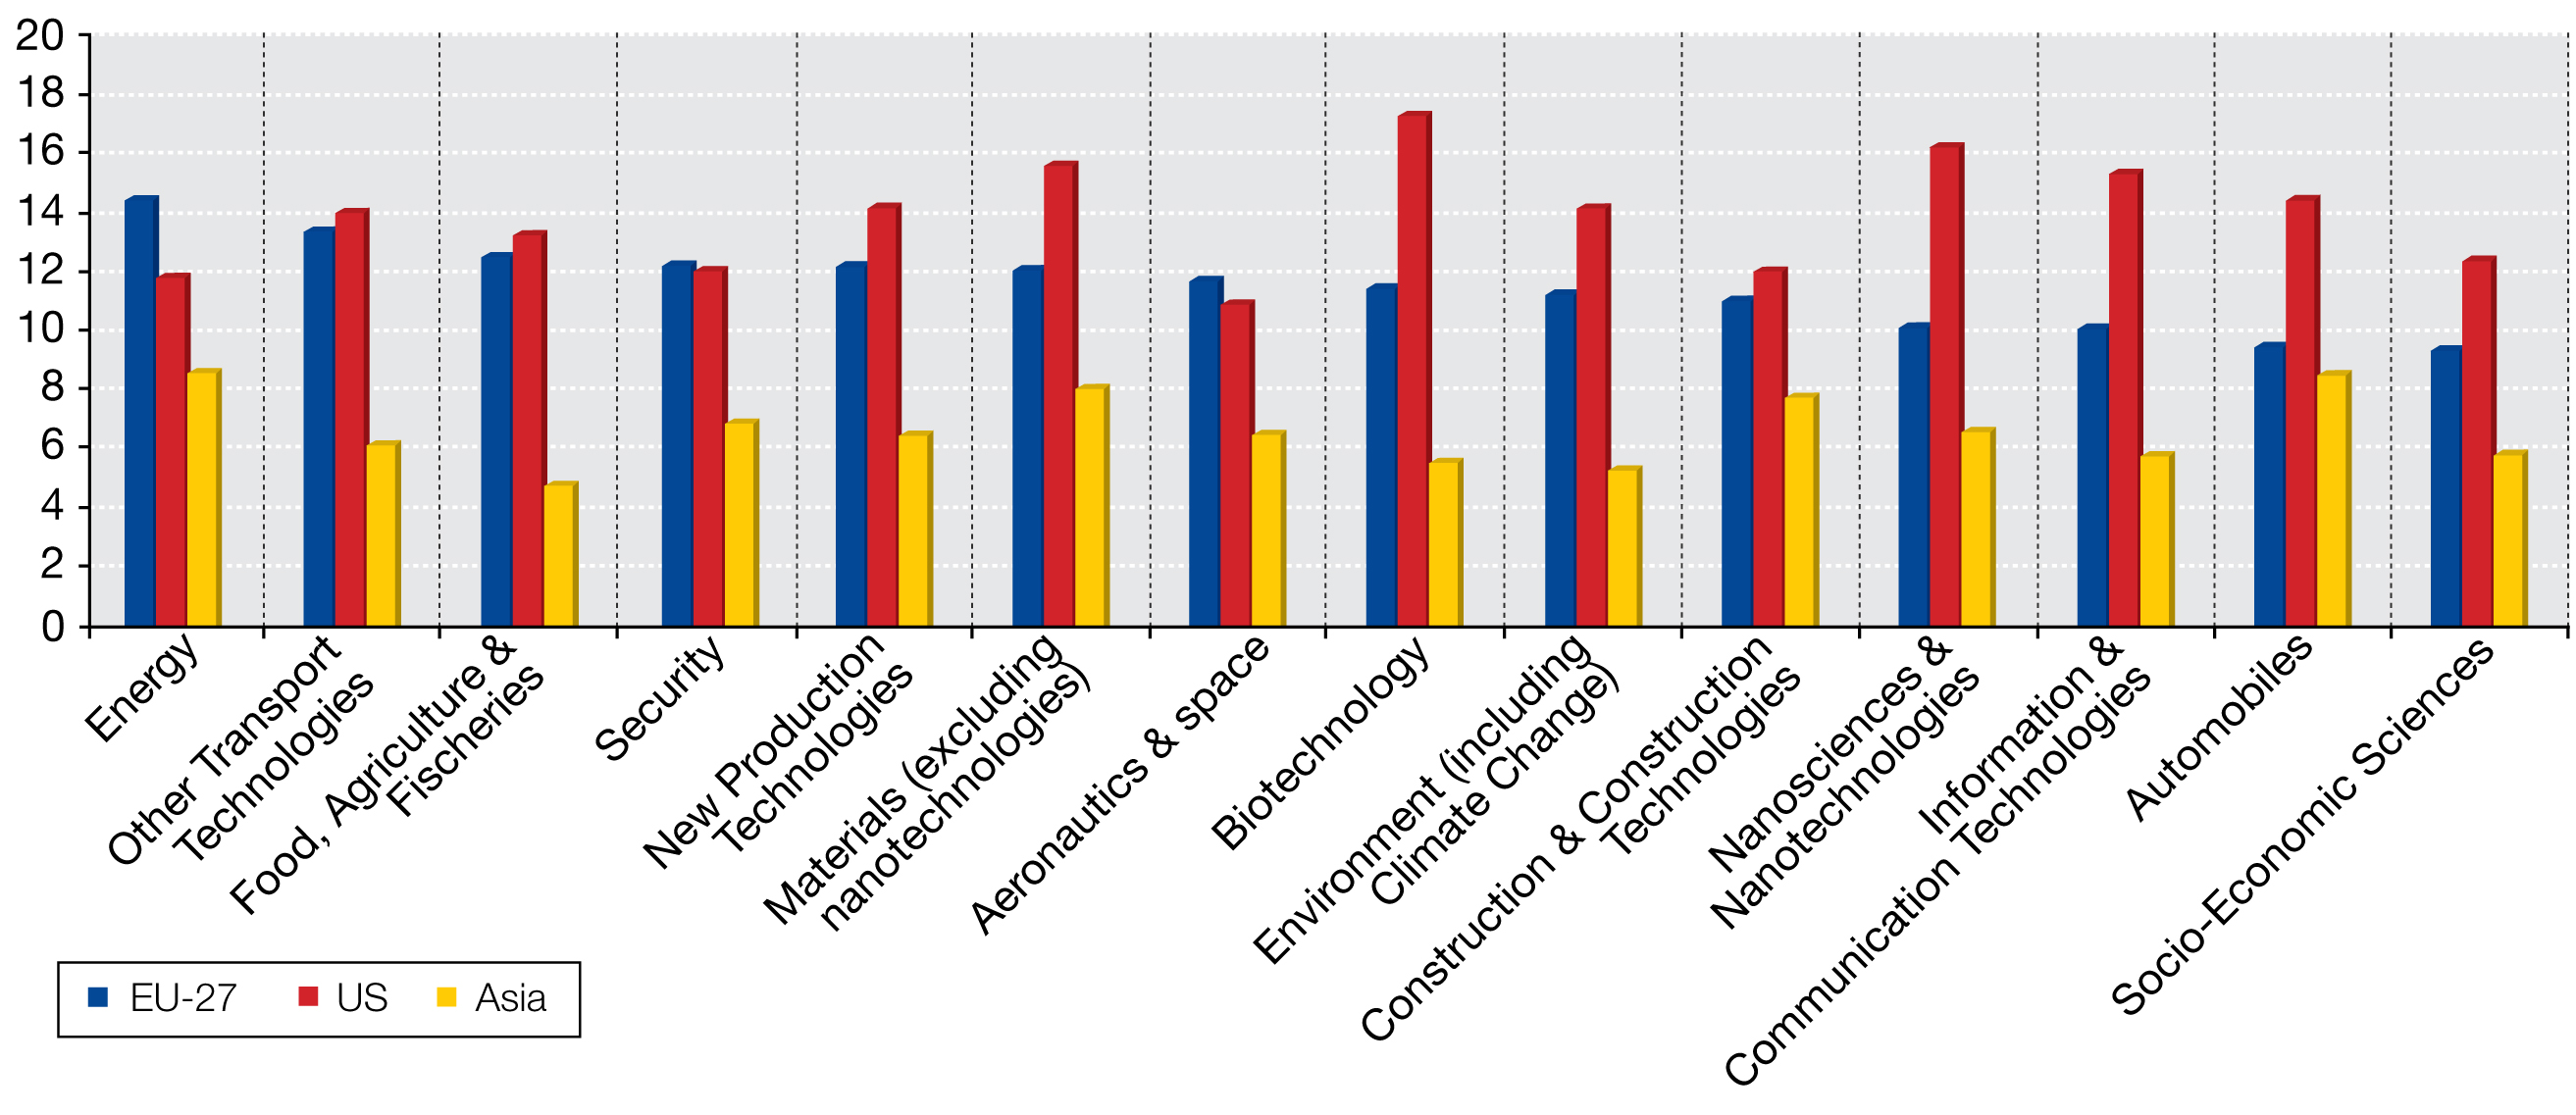 20
18
16
14
12
10
8
6
4
2
0
Energy
Other Transport
Technologies
Food, Agriculture &
Fischeries
Security
New Production
Technologies
Materials (excluding
nanotechnologies)
Aeronautics & space
Biotechnology
Environment (including
Climate Change)
Construction & Construction
Technologies
Nanosciences &
Nanotechnologies
Information &
Communication Technologies
Automobiles
Socio-Economic Sciences
EU-27 US Asia